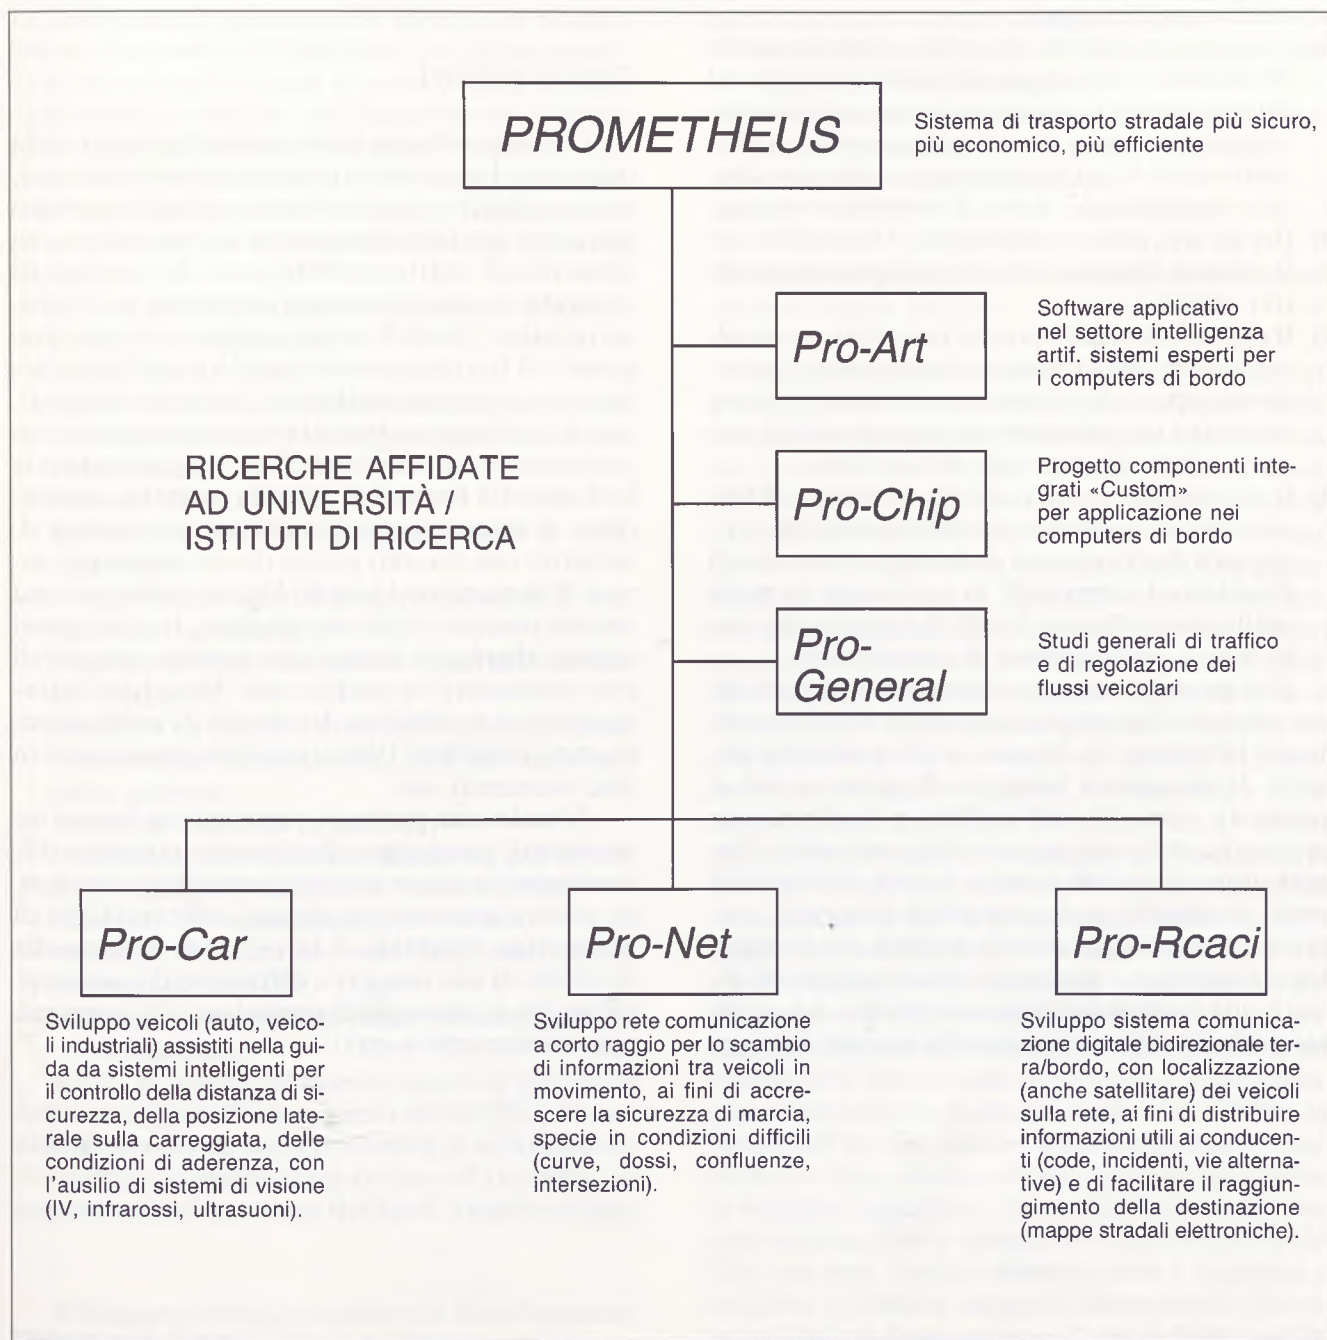 PROMETHEUS
Sistema di trasporto stradale più sicuro,
più economico, più efficiente
Pro-Art
Software applicativo
nel settore intelligenza
artif. sistemi esperti per
i computers di bordo
RICERCHE AFFIDATE
AD UNIVERSITÀ /
ISTITUTI DI RICERCA
Pro-Chip
Progetto componenti inte-
grati «Custom»
per applicazione nei
computers di bordo
Pro-
General
Studi generali di traffico
e di regolazione dei
flussi veicolari
Pro-Car
Sviluppo veicoli (auto, veico-
li industriali) assistiti nella gui-
da da sistemi intelligenti per
il controllo della distanza di si-
curezza, della posizione late-
rale sulla carreggiata, delle
condizioni di aderenza, con
l'ausilio di sistemi di visione
(IV, infrarossi, ultrasuoni).
Pro-Net
Sviluppo rete comunicazione
a corto raggio per lo scambio
di informazioni tra veicoli in
movimento, ai fini di accre-
scere la sicurezza di marcia,
specie in condizioni difficili
(curve, dossi, confluenze,
intersezioni).
Pro-Rcaci
Sviluppo sistema comunica-
zione digitale bidirezionale ter-
ra/bordo, con localizzazione
(anche satellitare) dei veicoli
sulla rete, ai fini di distribuire
informazioni utili ai conducen-
ti (code, incidenti, vie alterna-
tive) e di facilitare il raggiun-
gimento della destinazione
(mappe stradali elettroniche).